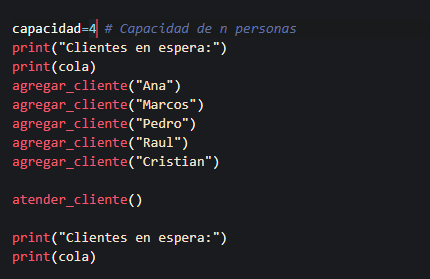 capacidad=4 # Capacidad de n personas
print("Clientes en espera:")
print(cola)
agregar_cliente("Ana")
agregar_cliente("Marcos")
agregar_cliente("Pedro")
agregar_cliente("Raul")
agregar_cliente("Cristian")
atender_cliente()
print("Clientes en espera:")
print(cola)